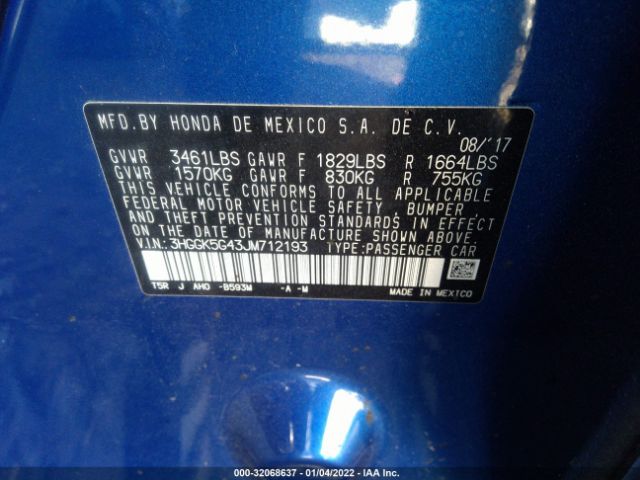 MFD.BY HONDA DE MEXICO S.A. DE C.V.
08/'17
GVWR 3461LBS GAWR F 1829LBS R 1664LBS
GVWR 1570KG GAWR F 830KG R 755KG
THIS VEHICLE CONFORMS TO ALL APPLICABLE
FEDERAL MOTOR VEHICLE SAFETY, BUMPER,
AND THEFT PREVENTION STANDARDS IN EFFECT
ON THE DATE OF MANUFACTURE SHOWN ABOVE.
V.I.N.: 3HGGK5G43JM712193 TYPE:PASSENGER CAR
T5R J AHO -B593M -A -M MADE IN MEXICO
000-32068637 - 01/04/2022 - IAA Inc.